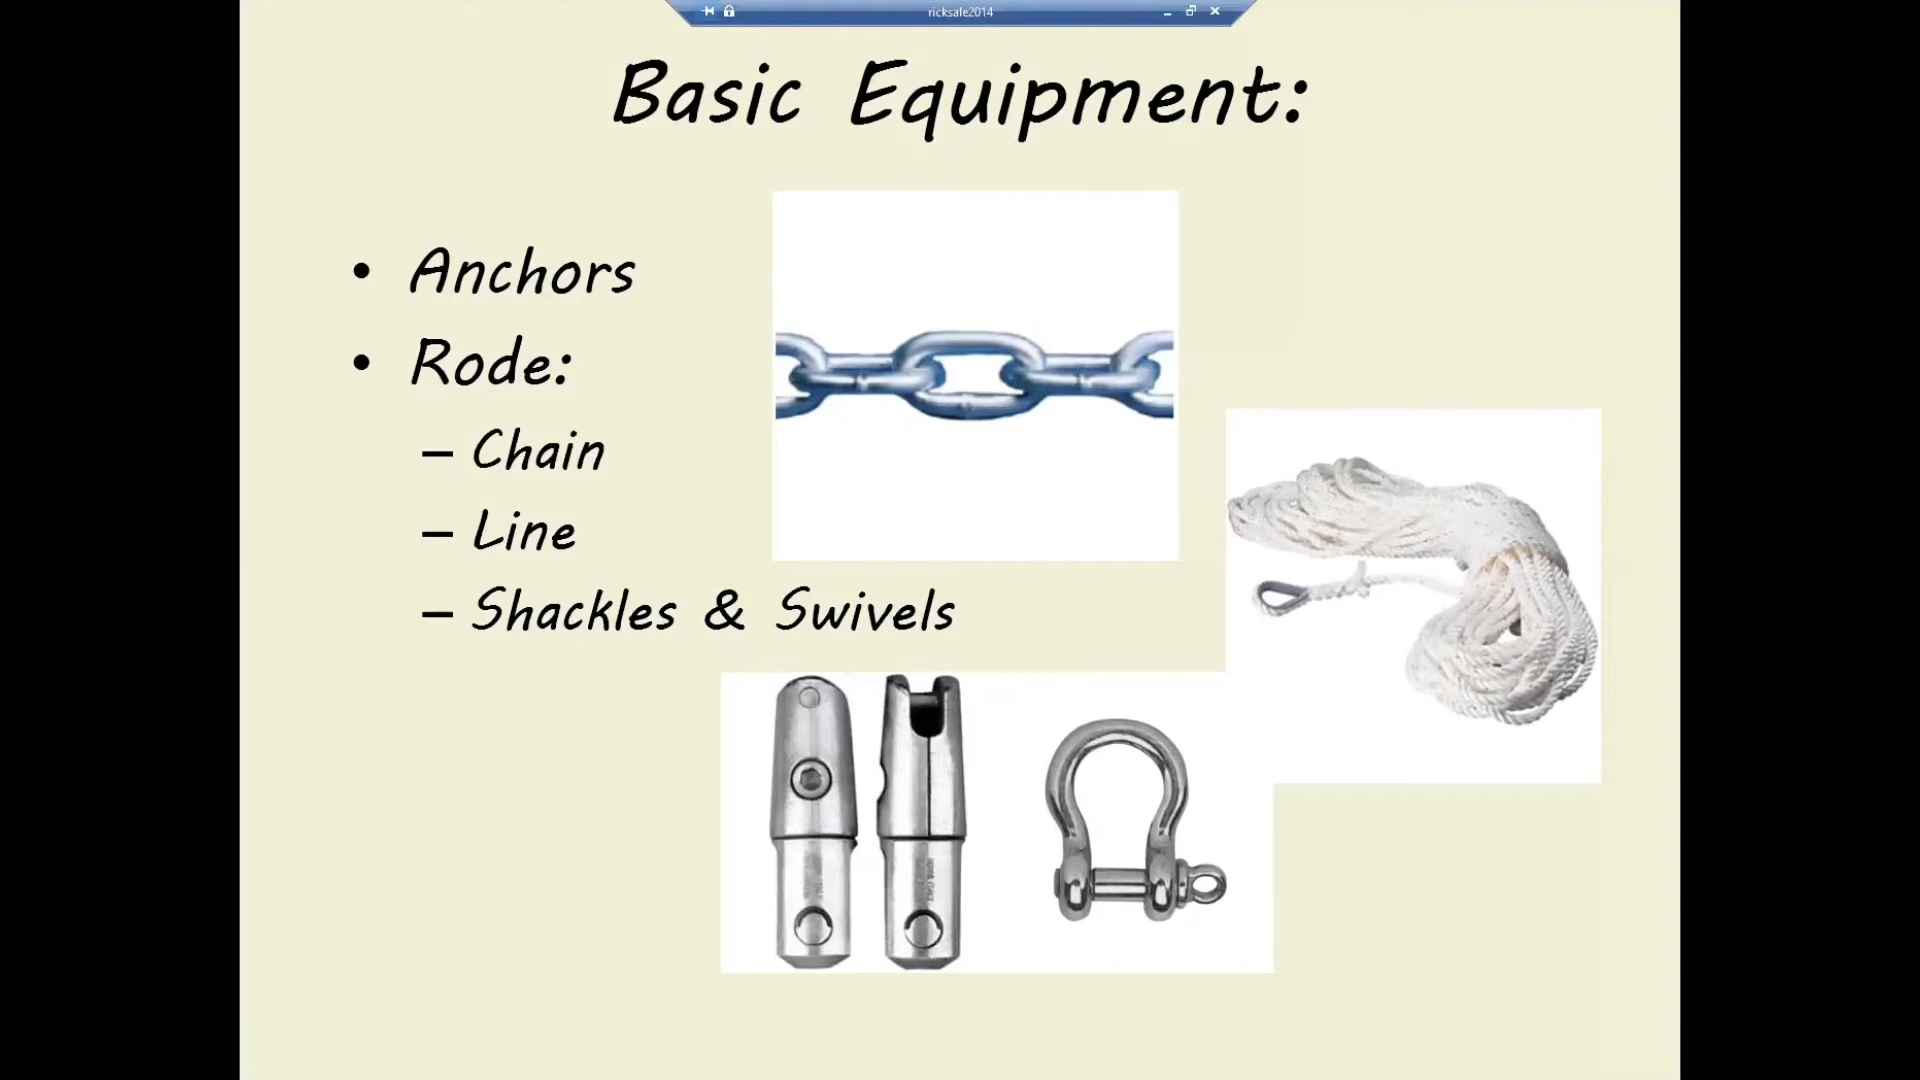 ricksale2014
Basic Equipment:
• Anchors
• Rode:
– Chain
– Line
– Shackles & Swivels